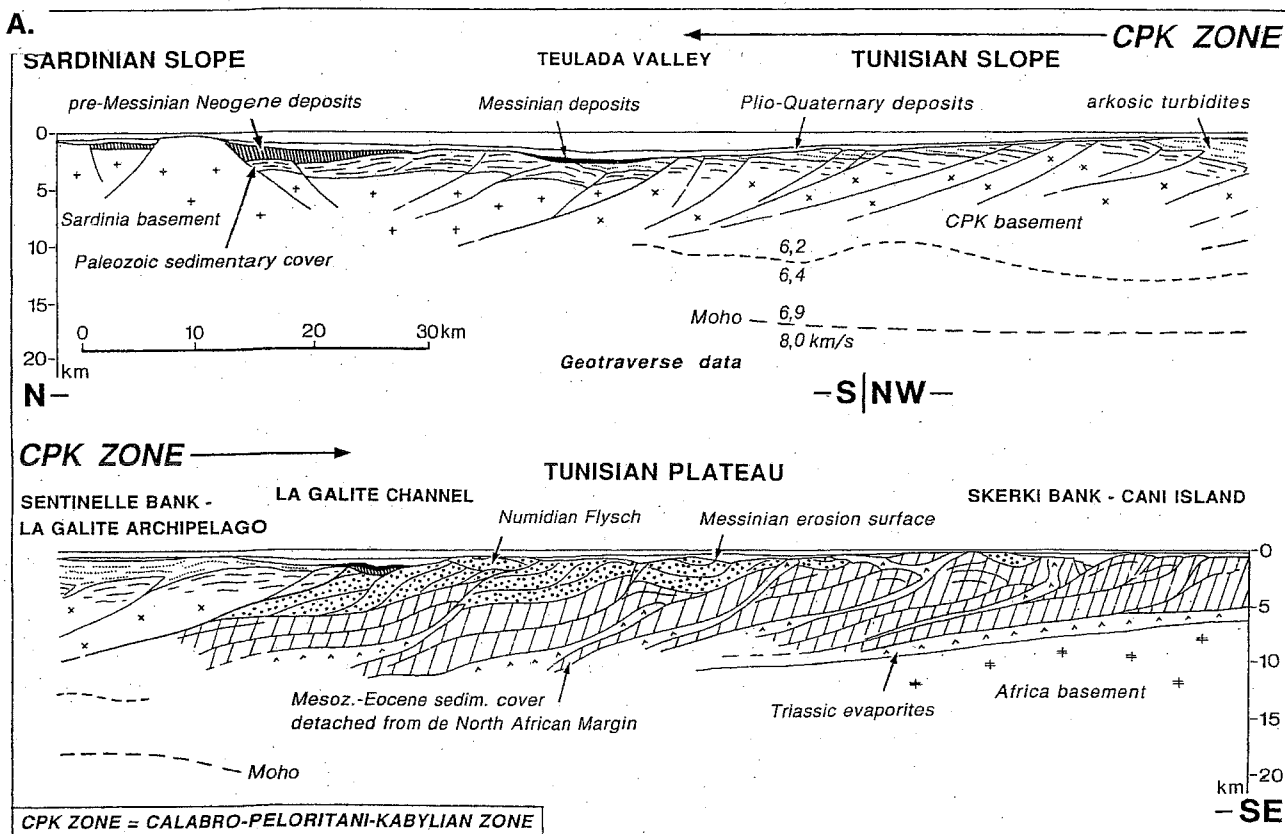 A.
CPK ZONE
SARDINIAN SLOPE
TEULADA VALLEY
TUNISIAN SLOPE
pre-Messinian Neogene deposits
Messinian deposits
Plio-Quaternary deposits
arkosic turbidites
0
5
10
15
20
km
Sardinia basement
CPK basement
Paleozoic sedimentary cover
6,2
6,4
Moho
6,9
8,0 km/s
0 10 20 30 km
Geotraverse data
N–
–S|NW–
CPK ZONE
TUNISIAN PLATEAU
SENTINELLE BANK -
LA GALITE ARCHIPELAGO
LA GALITE CHANNEL
SKERKI BANK - CANI ISLAND
Numidian Flysch
Messinian erosion surface
0
5
10
15
20
km
Mesoz.-Eocene sedim. cover
detached from de North African Margin
Triassic evaporites
Africa basement
Moho
–SE
CPK ZONE = CALABRO-PELORITANI-KABYLIAN ZONE